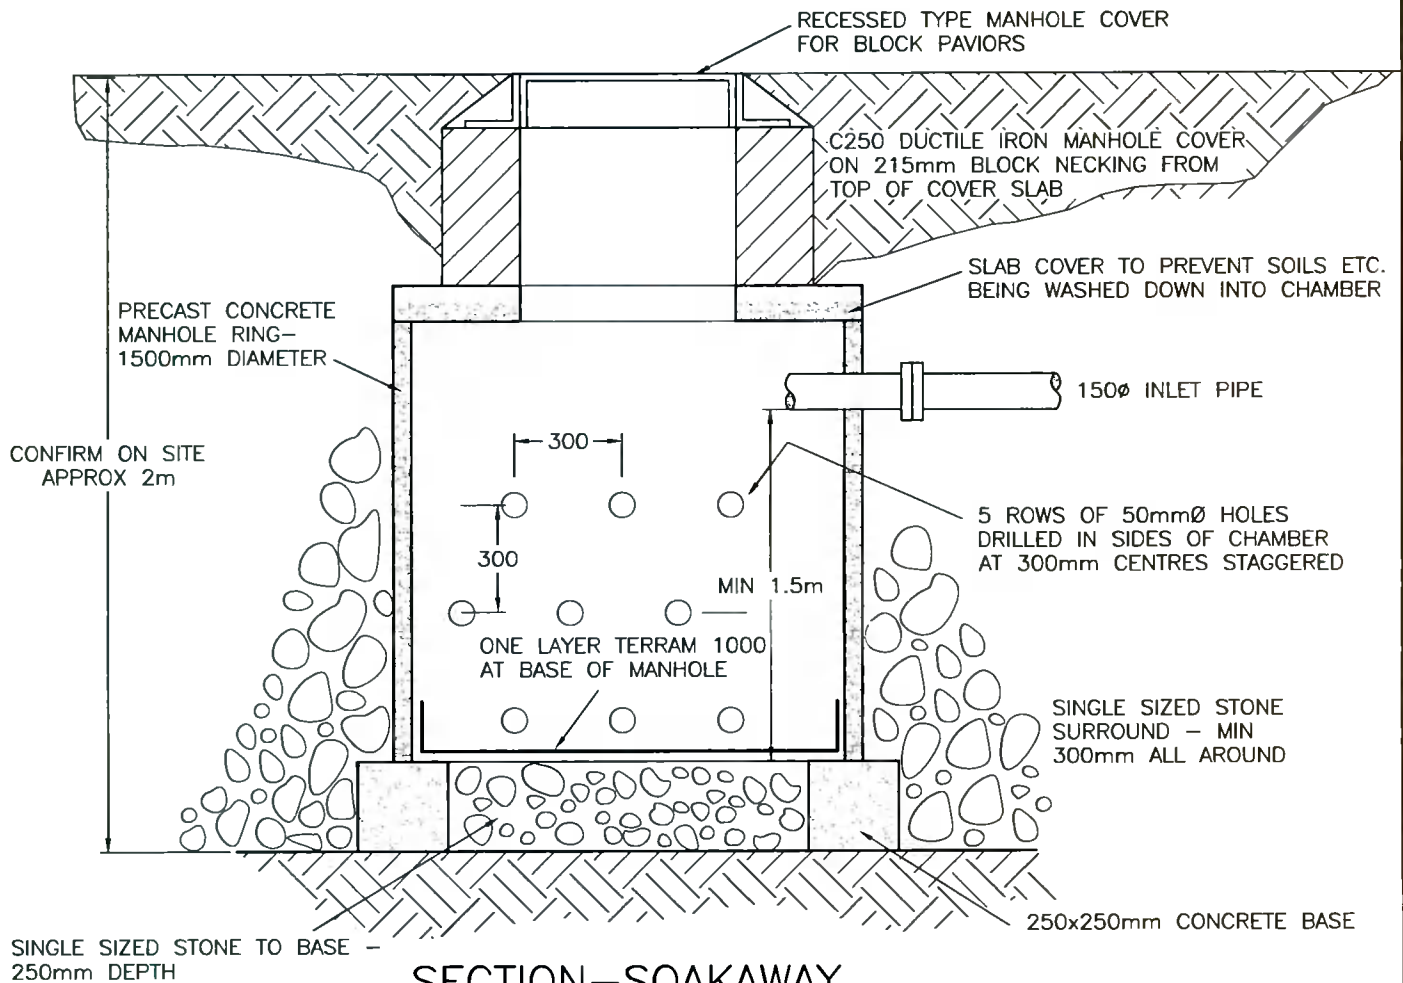 RECESSED TYPE MANHOLE COVER
FOR BLOCK PAVIORS
C250 DUCTILE IRON MANHOLE COVER
ON 215mm BLOCK NECKING FROM
TOP OF COVER SLAB
SLAB COVER TO PREVENT SOILS ETC.
BEING WASHED DOWN INTO CHAMBER
PRECAST CONCRETE
MANHOLE RING–
1500mm DIAMETER
150ø INLET PIPE
CONFIRM ON SITE
APPROX 2m
300
300
5 ROWS OF 50mmØ HOLES
DRILLED IN SIDES OF CHAMBER
AT 300mm CENTRES STAGGERED
MIN 1.5m
ONE LAYER TERRAM 1000
AT BASE OF MANHOLE
SINGLE SIZED STONE
SURROUND – MIN
300mm ALL AROUND
250x250mm CONCRETE BASE
SINGLE SIZED STONE TO BASE –
250mm DEPTH
SECTION–SOAKAWAY